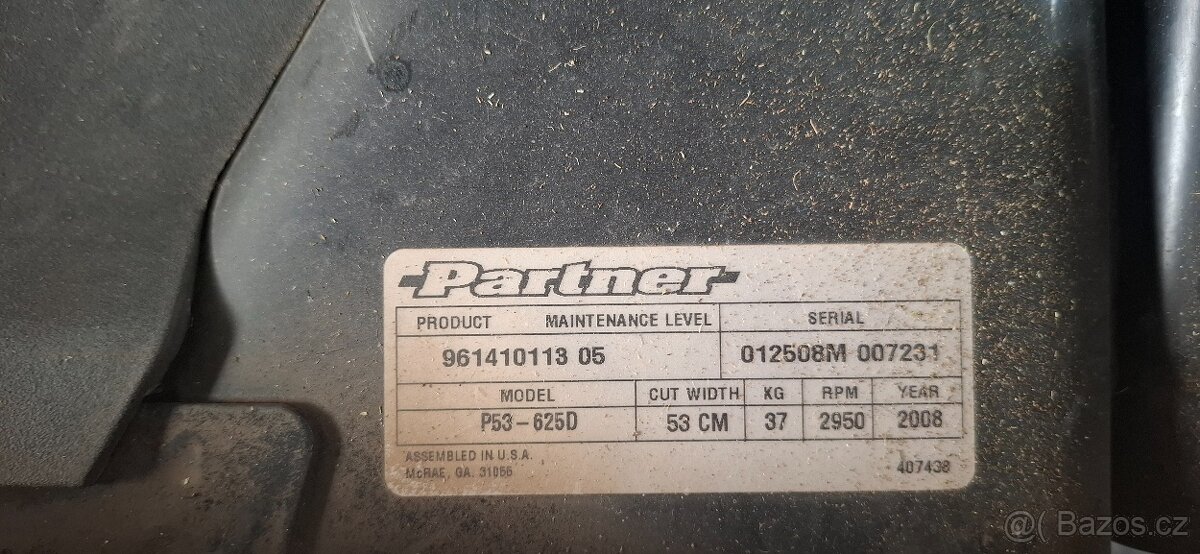 Partner
PRODUCT MAINTENANCE LEVEL SERIAL
961410113 05 012508M 007231
MODEL CUT WIDTH KG RPM YEAR
P53-625D 53 CM 37 2950 2008
ASSEMBLED IN U.S.A.
McRAE, GA. 31055
407438
@( Bazos.cz